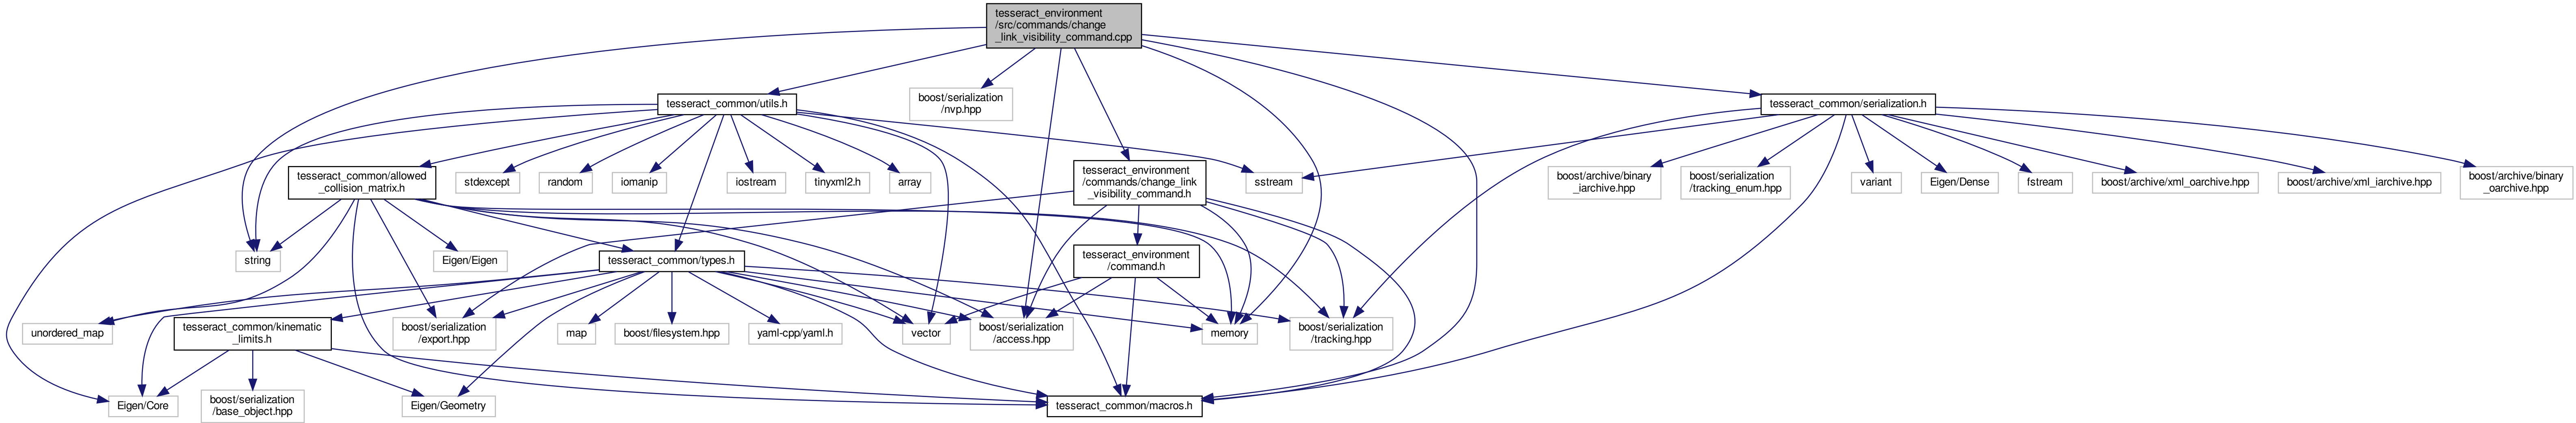 tesseract_environment
/src/commands/change
_link_visibility_command.cpp
tesseract_common/utils.h
boost/serialization
/nvp.hpp
tesseract_common/serialization.h
tesseract_common/allowed
_collision_matrix.h
stdexcept
random
iomanip
iostream
tinyxml2.h
array
tesseract_environment
/commands/change_link
_visibility_command.h
sstream
boost/archive/binary
_iarchive.hpp
boost/serialization
/tracking_enum.hpp
variant
Eigen/Dense
fstream
boost/archive/xml_oarchive.hpp
boost/archive/xml_iarchive.hpp
boost/archive/binary
_oarchive.hpp
string
Eigen/Eigen
tesseract_common/types.h
tesseract_environment
/command.h
unordered_map
tesseract_common/kinematic
_limits.h
boost/serialization
/export.hpp
map
boost/filesystem.hpp
yaml-cpp/yaml.h
vector
boost/serialization
/access.hpp
memory
boost/serialization
/tracking.hpp
Eigen/Core
boost/serialization
/base_object.hpp
Eigen/Geometry
tesseract_common/macros.h